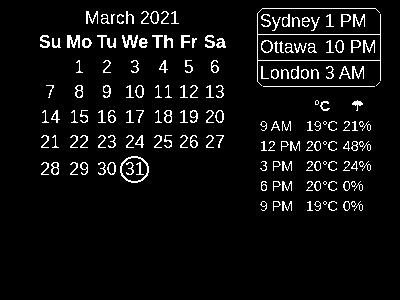 March 2021
Su Mo Tu We Th Fr Sa
1 2 3 4 5 6
7 8 9 10 11 12 13
14 15 16 17 18 19 20
21 22 23 24 25 26 27
28 29 30 31
Sydney 1 PM
Ottawa 10 PM
London 3 AM
°C
9 AM 19°C 21%
12 PM 20°C 48%
3 PM 20°C 24%
6 PM 20°C 0%
9 PM 19°C 0%